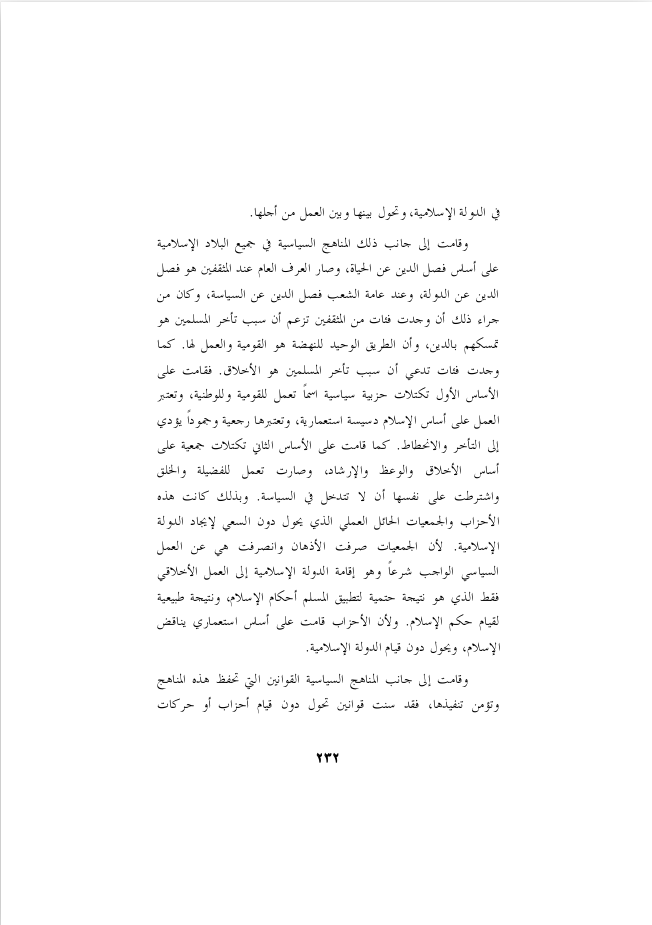 في الدولة الإسلامية، وتحول بينها وبين العمل من أجلها.
وقامت إلى جانب ذلك المناهج السياسية في جميع البلاد الإسلامية
على أساس فصل الدين عن الحياة، وصار العرف العام عند المثقفين هو فصل
الدين عن الدولة، وعند عامة الشعب فصل الدين عن السياسة، وكان من
جراء ذلك أن وجدت فئات من المثقفين تزعم أن سبب تأخر المسلمين هو
تمسكهم بالدين، وأن الطريق الوحيد للنهضة هو القومية والعمل لها. كما
وجدت فئات تدعي أن سبب تأخر المسلمين هو الأخلاق. فقامت على
الأساس الأول تكتلات حزبية سياسية اسماً تعمل للقومية وللوطنية، وتعتبر
العمل على أساس الإسلام دسيسة استعمارية، وتعتبرها رجعية وجموداً يؤدي
إلى التأخر والانحطاط. كما قامت على الأساس الثاني تكتلات جمعية على
أساس الأخلاق والوعظ والإرشاد، وصارت تعمل للفضيلة والخلق
واشترطت على نفسها أن لا تتدخل في السياسة. وبذلك كانت هذه
الأحزاب والجمعيات الحائل العملي الذي يحول دون السعي لإيجاد الدولة
الإسلامية. لأن الجمعيات صرفت الأذهان وانصرفت هي عن العمل
السياسي الواجب شرعاً وهو إقامة الدولة الإسلامية إلى العمل الأخلاقي
فقط الذي هو نتيجة حتمية لتطبيق المسلم أحكام الإسلام، ونتيجة طبيعية
لقيام حكم الإسلام. ولأن الأحزاب قامت على أساس استعماري يناقض
الإسلام، ويحول دون قيام الدولة الإسلامية.
وقامت إلى جانب المناهج السياسية القوانين التي تحفظ هذه المناهج
وتؤمن تنفيذها، فقد سنت قوانين تحول دون قيام أحزاب أو حركات
٢٣٢